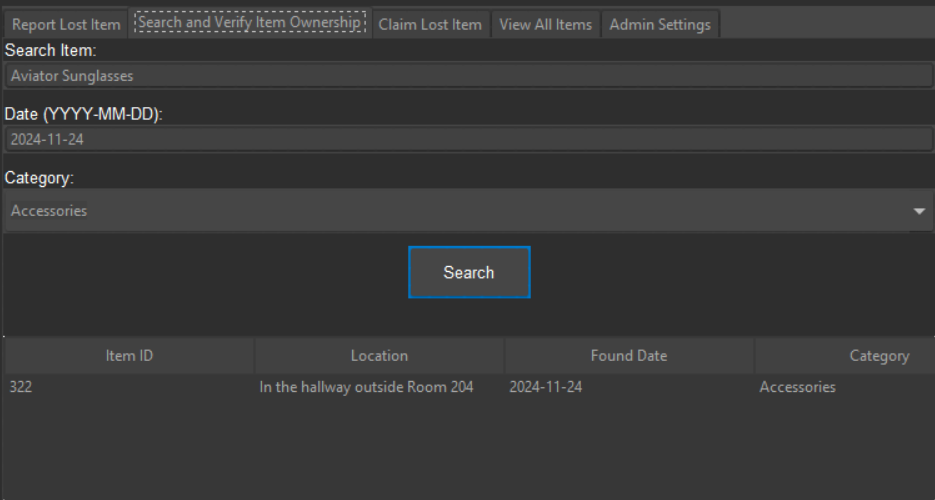 Report Lost Item Search and Verify Item Ownership Claim Lost Item View All Items Admin Settings
Search Item:
Aviator Sunglasses
Date (YYYY-MM-DD):
2024-11-24
Category:
Accessories
Search
Item ID Location Found Date Category
322 In the hallway outside Room 204 2024-11-24 Accessories